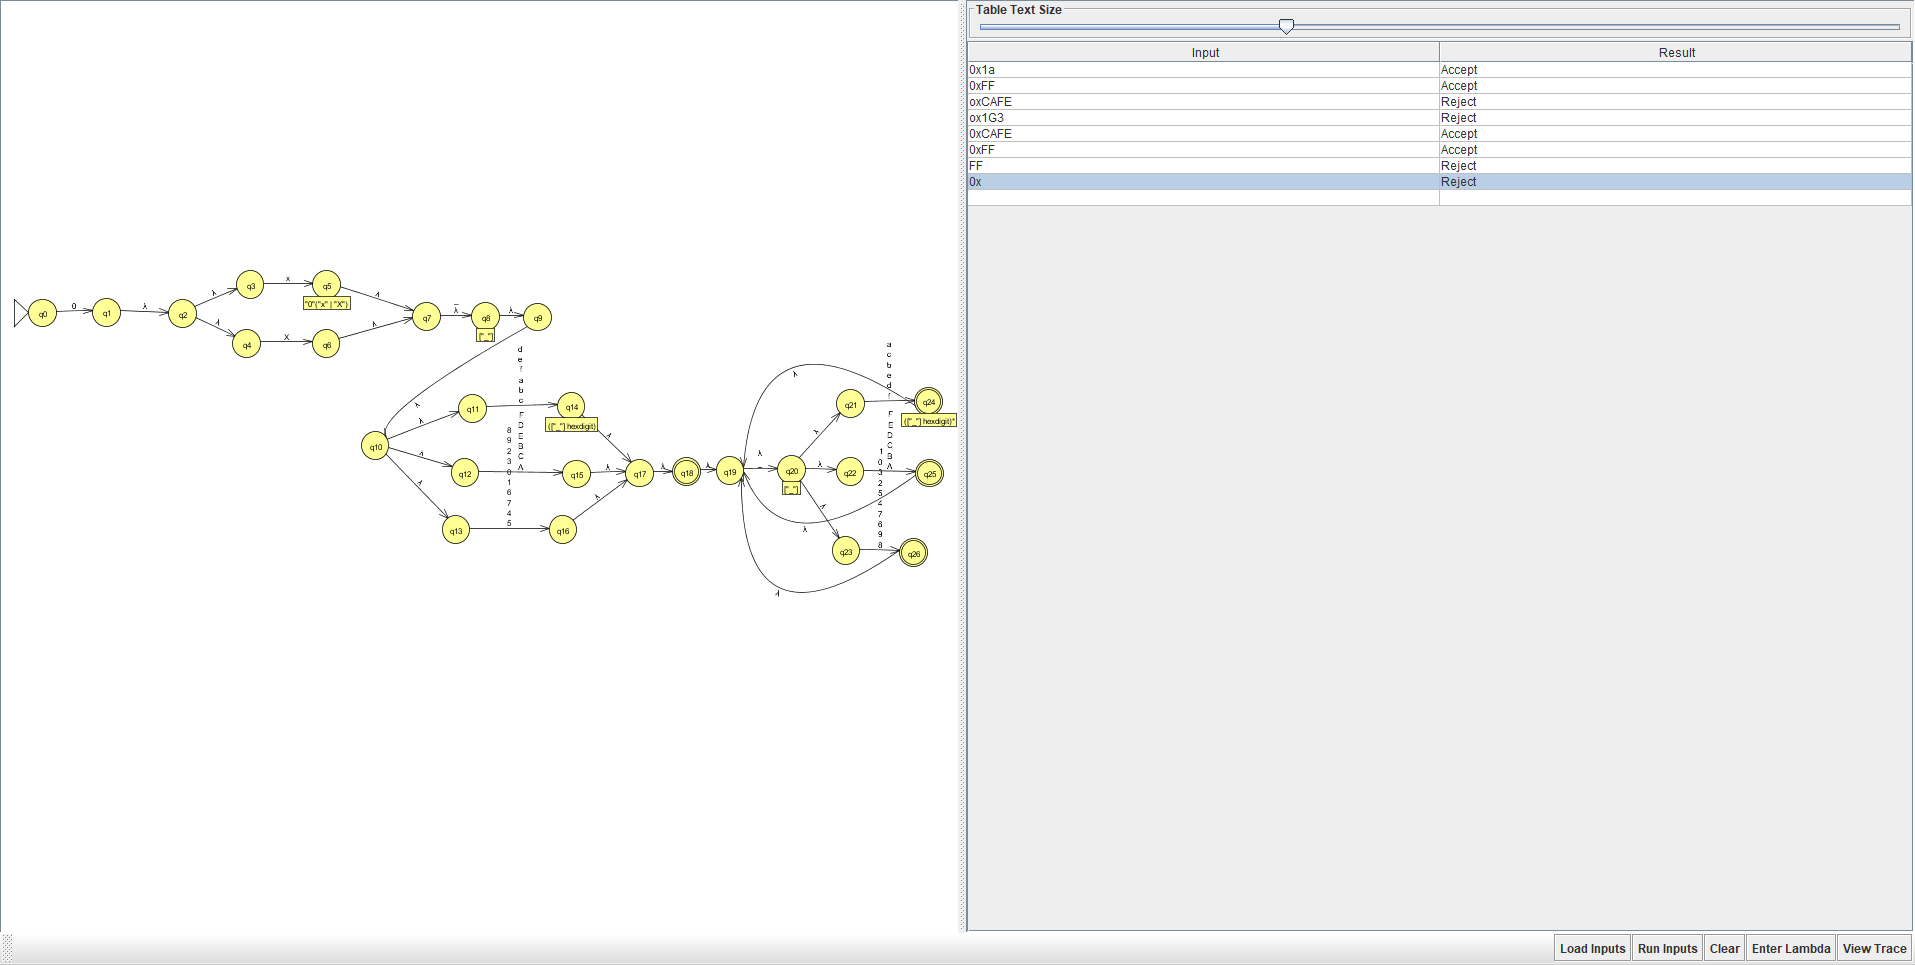 Table Text Size
Input Result
0x1a Accept
0xFF Accept
oxCAFE Reject
ox1G3 Reject
0xCAFE Accept
0xFF Accept
FF Reject
0x Reject
q0
0
q1
λ
q2
λ
q3
x
q5
"0"("x" | "X")
λ
λ
q4
X
q6
λ
q7
_
λ
q8
["_"]
λ
q9
λ
q10
λ
q11
d
e
f
a
b
c
q14
(["_"] hexdigit)
λ
λ
q12
F
D
E
B
C
A
q15
λ
λ
q13
8
9
2
3
0
1
6
7
4
5
q16
λ
q17
λ
q18
λ
q19
λ
_
q20
["_"]
λ
q21
a
c
b
e
d
f
q24
(["_"] hexdigit)*
λ
λ
q22
F
E
D
C
B
A
q25
λ
λ
q23
1
0
3
2
5
4
7
6
9
8
q26
λ
Load Inputs Run Inputs Clear Enter Lambda View Trace